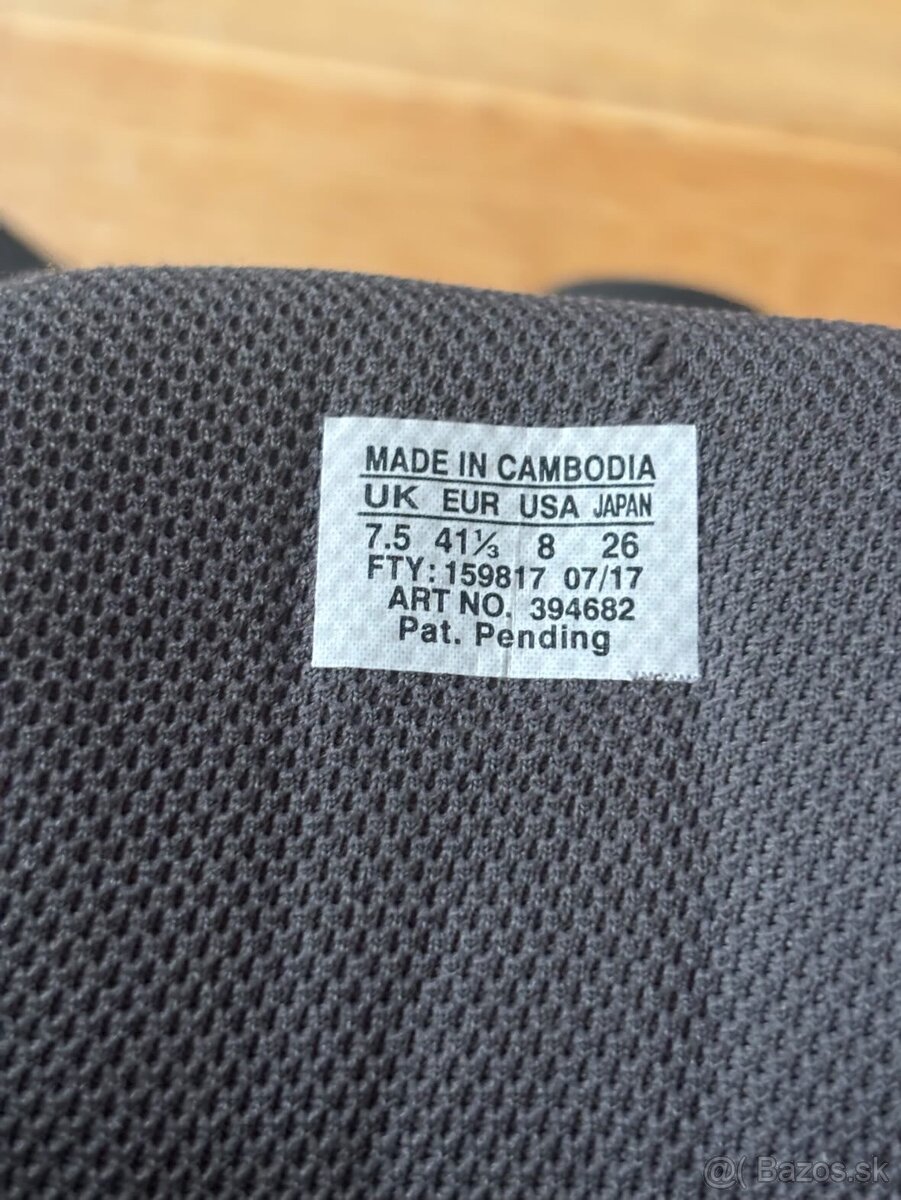 MADE IN CAMBODIA
UK EUR USA JAPAN
7.5 41⅓ 8 26
FTY: 159817 07/17
ART NO. 394682
Pat. Pending
@( Bazos.sk